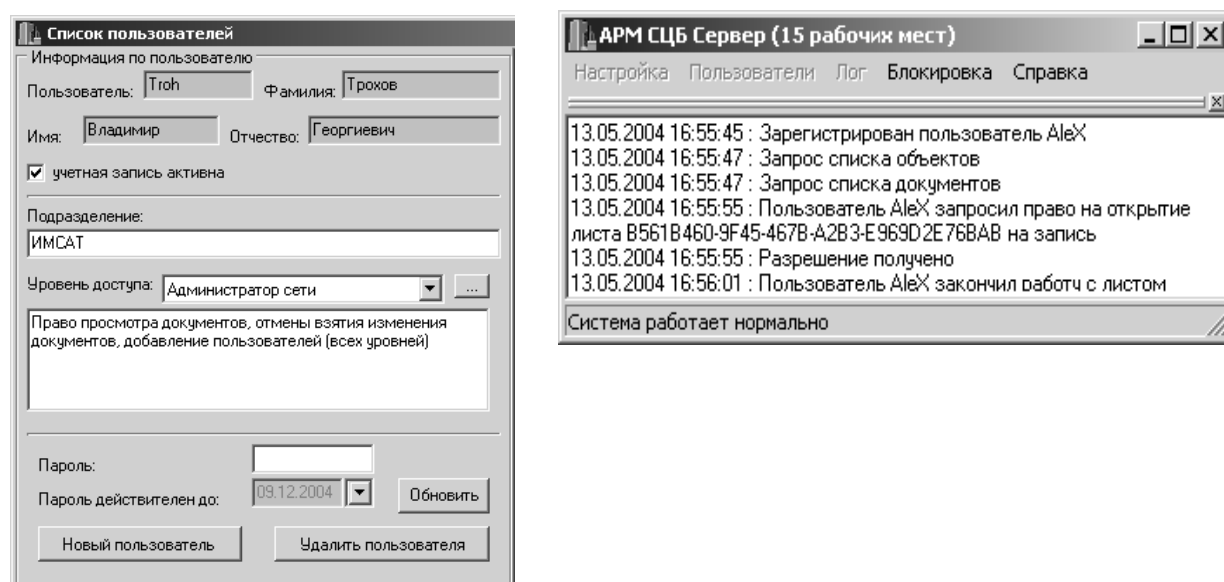 Список пользователей
Информация по пользователю
Пользователь: Troh Фамилия: Трохов
Имя: Владимир Отчество: Георгиевич
учетная запись активна
Подразделение:
ИМСАТ
Уровень доступа: Администратор сети ...
Право просмотра документов, отмены взятия изменения
документов, добавление пользователей (всех уровней)
Пароль:
Пароль действителен до: 09.12.2004 Обновить
Новый пользователь Удалить пользователя
АРМ СЦБ Сервер (15 рабочих мест)
Настройка Пользователи Лог Блокировка Справка
13.05.2004 16:55:45 : Зарегистрирован пользователь AleX
13.05.2004 16:55:47 : Запрос списка объектов
13.05.2004 16:55:47 : Запрос списка документов
13.05.2004 16:55:55 : Пользователь AleX запросил право на открытие
листа B561B460-9F45-467B-A2B3-E969D2E76BAB на запись
13.05.2004 16:55:55 : Разрешение получено
13.05.2004 16:56:01 : Пользователь AleX закончил работу с листом
Система работает нормально